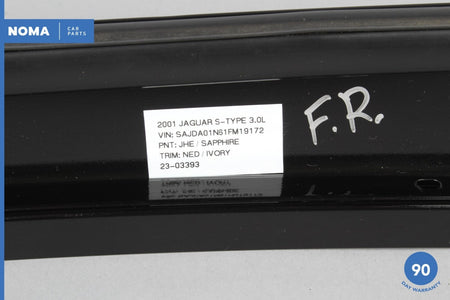 NOMA CAR PARTS
2001 JAGUAR S-TYPE 3.0L
VIN: SAJDA01N61FM19172
PNT: JHE / SAPPHIRE
TRIM: NED / IVORY
23-03393
F.R.
90
DAY WARRANTY